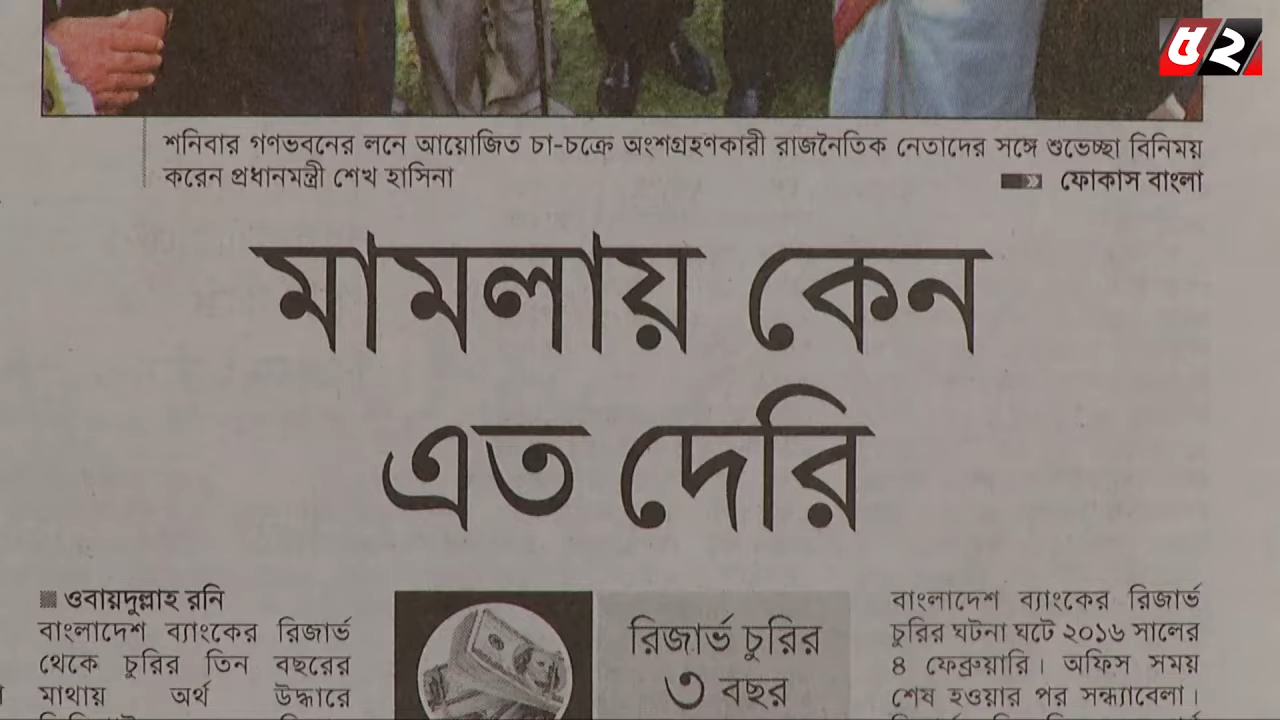 ৫২
শনিবার গণভবনের লনে আয়োজিত চা-চক্রে অংশগ্রহণকারী রাজনৈতিক নেতাদের সঙ্গে শুভেচ্ছা বিনিময়
করেন প্রধানমন্ত্রী শেখ হাসিনা
ফোকাস বাংলা
মামলায় কেন
এত দেরি
ওবায়দুল্লাহ রনি
বাংলাদেশ ব্যাংকের রিজার্ভ
থেকে চুরির তিন বছরের
মাথায় অর্থ উদ্ধারে
রিজার্ভ চুরির
৩ বছর
বাংলাদেশ ব্যাংকের রিজার্ভ
চুরির ঘটনা ঘটে ২০১৬ সালের
৪ ফেব্রুয়ারি। অফিস সময়
শেষ হওয়ার পর সন্ধ্যাবেলা।